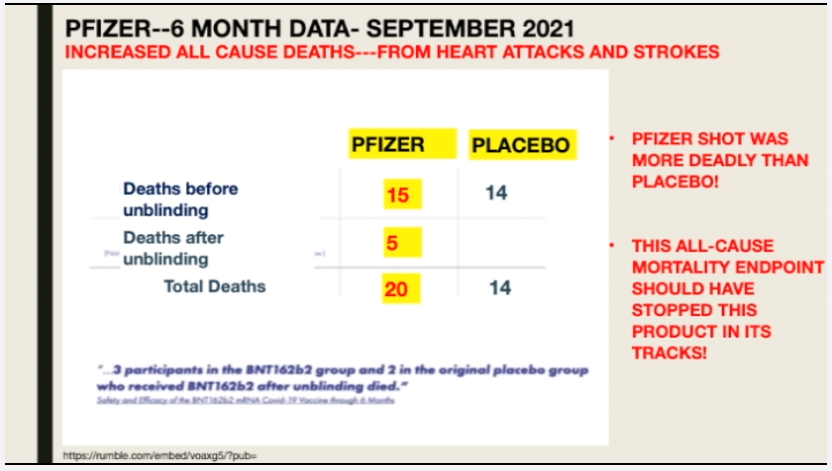 PFIZER--6 MONTH DATA- SEPTEMBER 2021
INCREASED ALL CAUSE DEATHS---FROM HEART ATTACKS AND STROKES
PFIZER PLACEBO
Deaths before
unblinding
15 14
Deaths after
unblinding
5
Total Deaths 20 14
"...3 participants in the BNT162b2 group and 2 in the original placebo group
who received BNT162b2 after unblinding died."
Safety and Efficacy of the BNT162b2 mRNA Covid-19 Vaccine through 6 Months
• PFIZER SHOT WAS
MORE DEADLY THAN
PLACEBO!
• THIS ALL-CAUSE
MORTALITY ENDPOINT
SHOULD HAVE
STOPPED THIS
PRODUCT IN ITS
TRACKS!
https://rumble.com/embed/voaxg5/?pub=